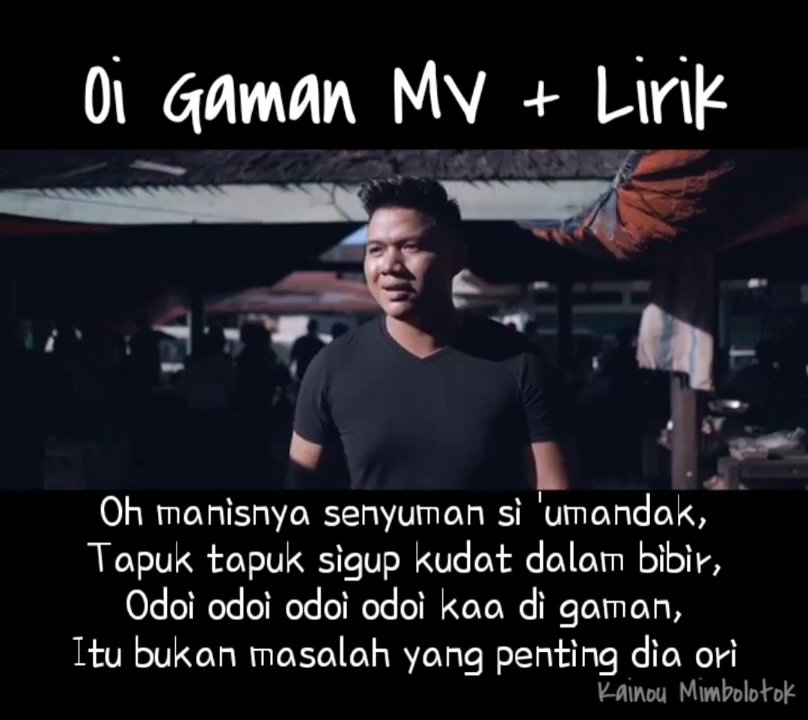 Oi Gaman MV + Lirik
Oh manisnya senyuman si 'umandak,
Tapuk tapuk sigup kudat dalam bibir,
Odoi odoi odoi odoi kaa di gaman,
Itu bukan masalah yang penting dia ori
Kainou Mimbolotok